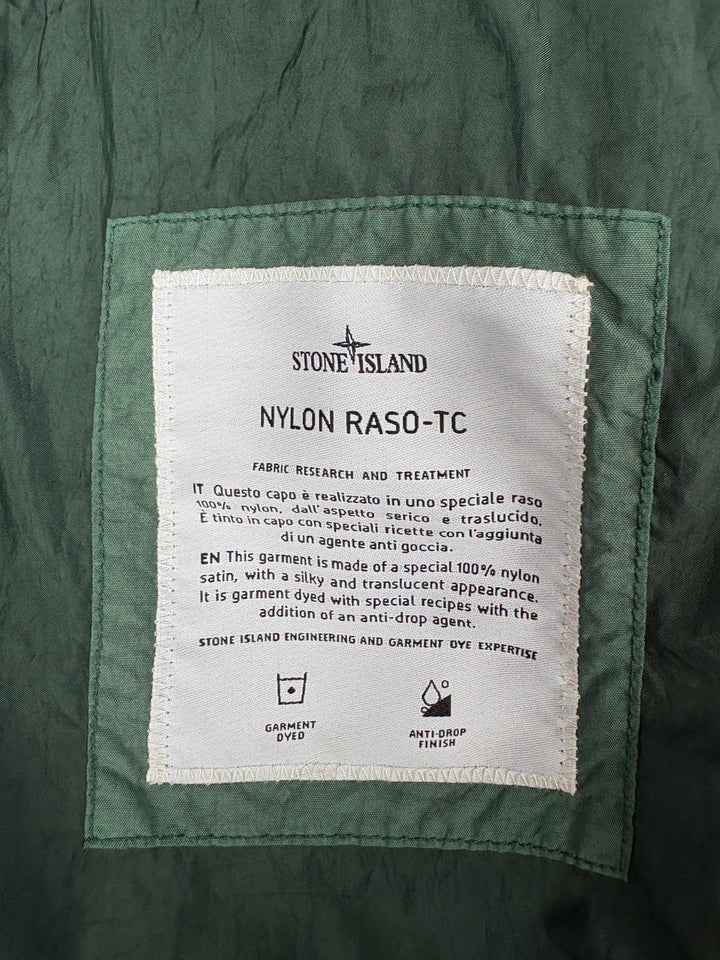 STONE ISLAND
NYLON RASO-TC
FABRIC RESEARCH AND TREATMENT
IT Questo capo è realizzato in uno speciale raso
100% nylon, dall'aspetto serico e traslucido.
È tinto in capo con speciali ricette con l'aggiunta
di un agente anti goccia.
EN This garment is made of a special 100% nylon
satin, with a silky and translucent appearance.
It is garment dyed with special recipes with the
addition of an anti-drop agent.
STONE ISLAND ENGINEERING AND GARMENT DYE EXPERTISE
GARMENT
DYED
ANTI-DROP
FINISH